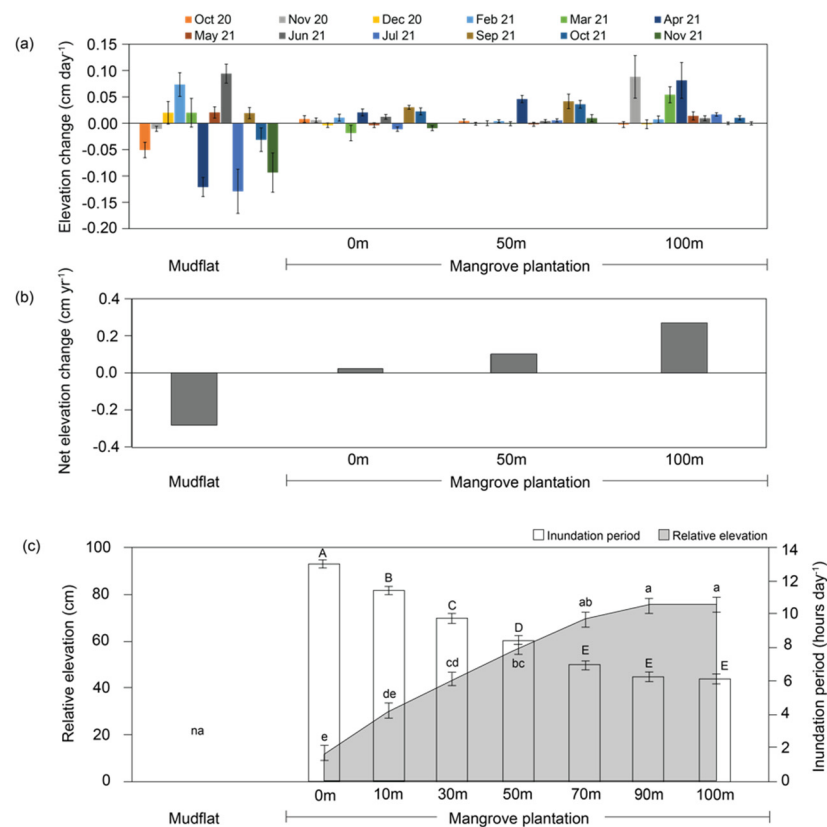 Oct 20 Nov 20 Dec 20 Feb 21 Mar 21 Apr 21
May 21 Jun 21 Jul 21 Sep 21 Oct 21 Nov 21
(a)
Elevation change (cm day⁻¹)
0.15
0.10
0.05
0.00
-0.05
-0.10
-0.15
-0.20
0m 50m 100m
Mudflat Mangrove plantation
(b)
Net elevation change (cm yr⁻¹)
0.4
0.2
0.0
-0.2
-0.4
0m 50m 100m
Mudflat Mangrove plantation
(c)
Inundation period Relative elevation
Relative elevation (cm)
100
80
60
40
20
0
na
A
B
C
D
E
E
E
e
de
cd
bc
ab
a
a
14
12
10
8
6
4
2
0
Inundation period (hours day⁻¹)
0m 10m 30m 50m 70m 90m 100m
Mudflat Mangrove plantation